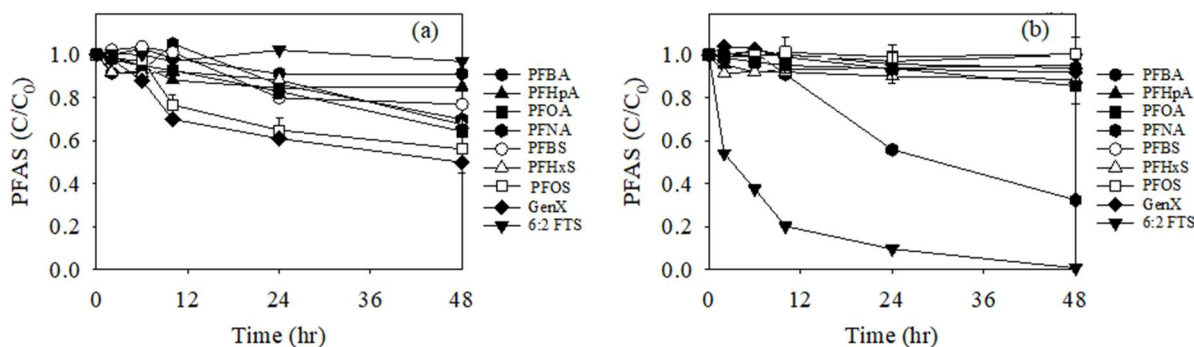 (a)
1.0
0.8
0.6
0.4
0.2
0.0
PFAS (C/C0)
0 12 24 36 48
Time (hr)
PFBA
PFHpA
PFOA
PFNA
PFBS
PFHxS
PFOS
GenX
6:2 FTS
(b)
1.0
0.8
0.6
0.4
0.2
0.0
PFAS (C/C0)
0 12 24 36 48
Time (hr)
PFBA
PFHpA
PFOA
PFNA
PFBS
PFHxS
PFOS
GenX
6:2 FTS